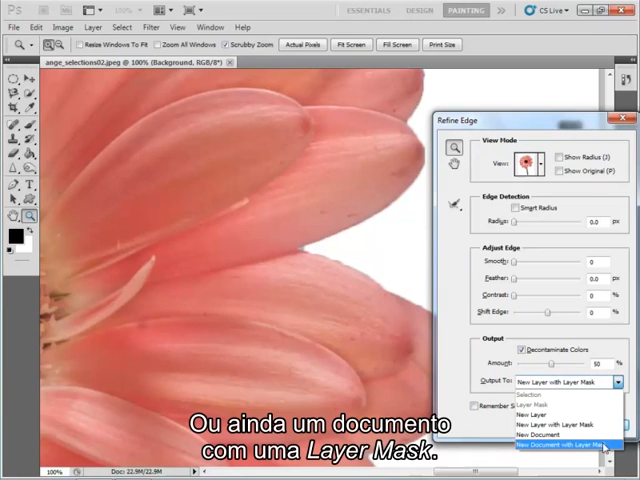 Ps
100%
ESSENTIALS
DESIGN
PAINTING
>>
CS Live
File Edit Image Layer Select Filter View Window Help
Resize Windows To Fit
Zoom All Windows
Scrubby Zoom
Actual Pixels
Fit Screen
Fill Screen
Print Size
ange_selections02.jpeg @ 100% (Background, RGB/8*)
Refine Edge
View Mode
View:
Show Radius (J)
Show Original (P)
Edge Detection
Smart Radius
Radius:
0.0
px
Adjust Edge
Smooth:
0
Feather:
0.0
px
Contrast:
0
%
Shift Edge:
0
%
Output
Decontaminate Colors
Amount:
50
%
Output To:
New Layer with Layer Mask
Selection
Layer Mask
New Layer
New Layer with Layer Mask
New Document
New Document with Layer Mask
Remember S
Ou ainda um documento
com uma Layer Mask.
100%
Doc: 22.9M/22.9M